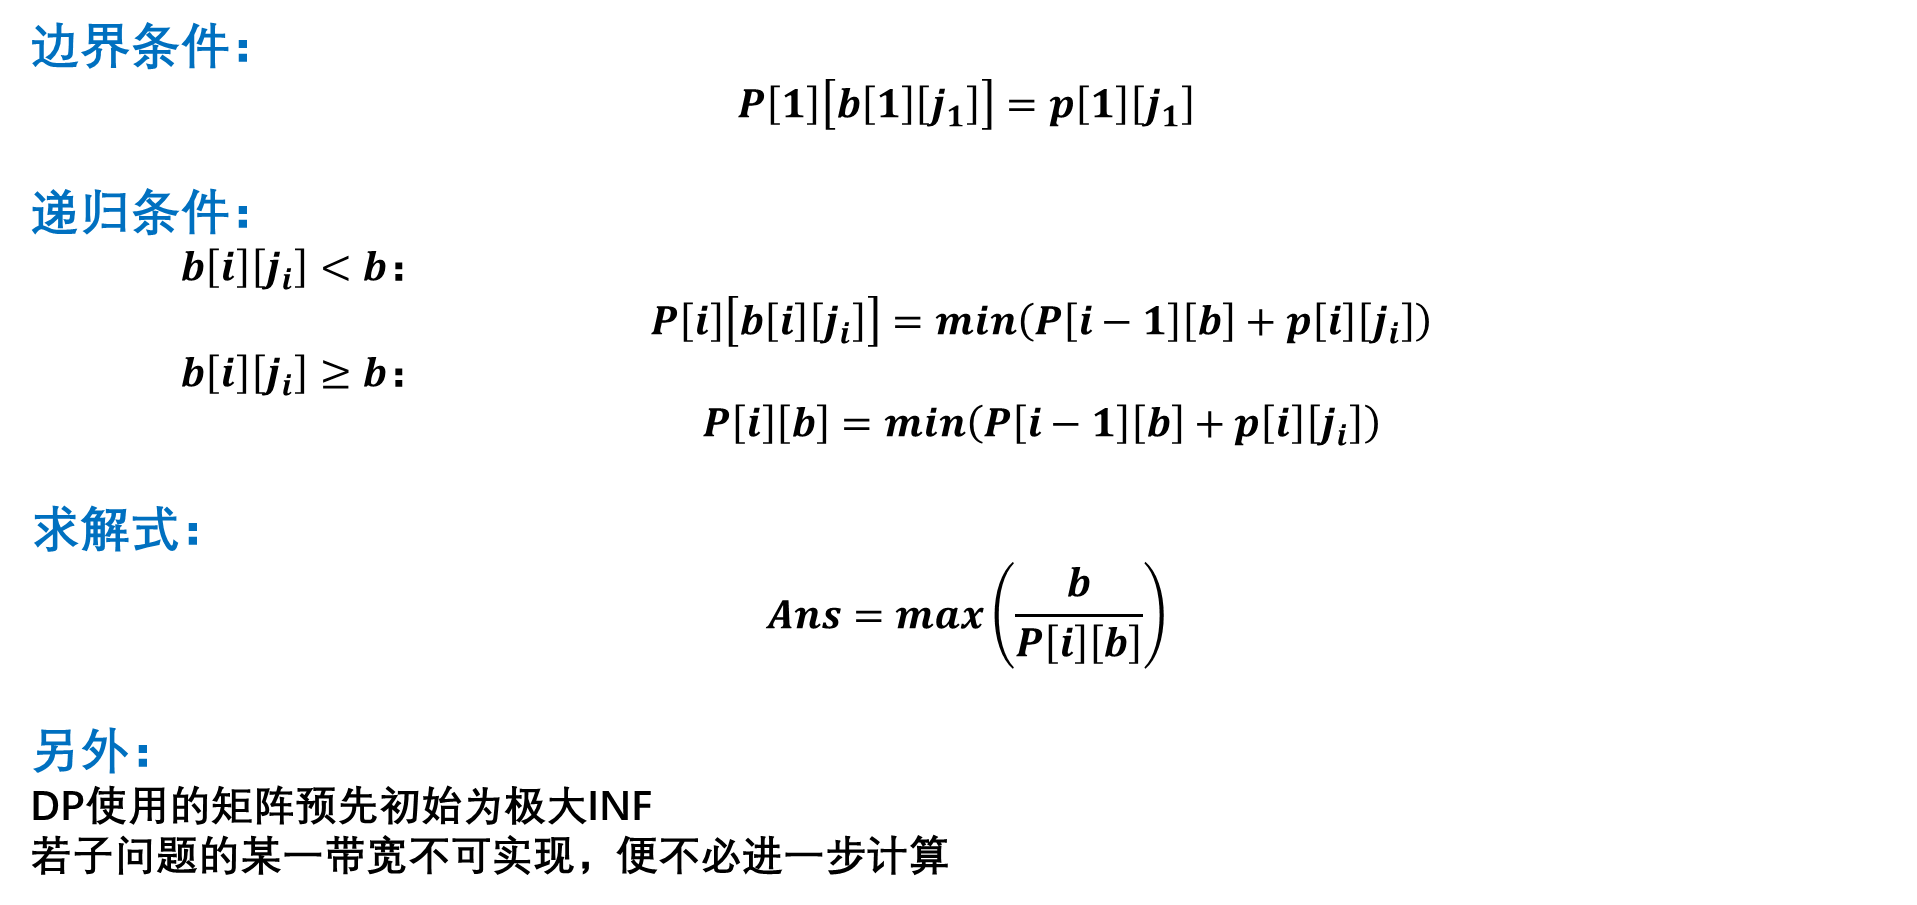 边界条件：
P[1][b[1][j₁]] = p[1][j₁]
递归条件：
b[i][jᵢ] < b：
P[i][b[i][jᵢ]] = min(P[i − 1][b] + p[i][jᵢ])
b[i][jᵢ] ≥ b：
P[i][b] = min(P[i − 1][b] + p[i][jᵢ])
求解式：
Ans = max(b / P[i][b])
另外：
DP使用的矩阵预先初始为极大INF
若子问题的某一带宽不可实现，便不必进一步计算